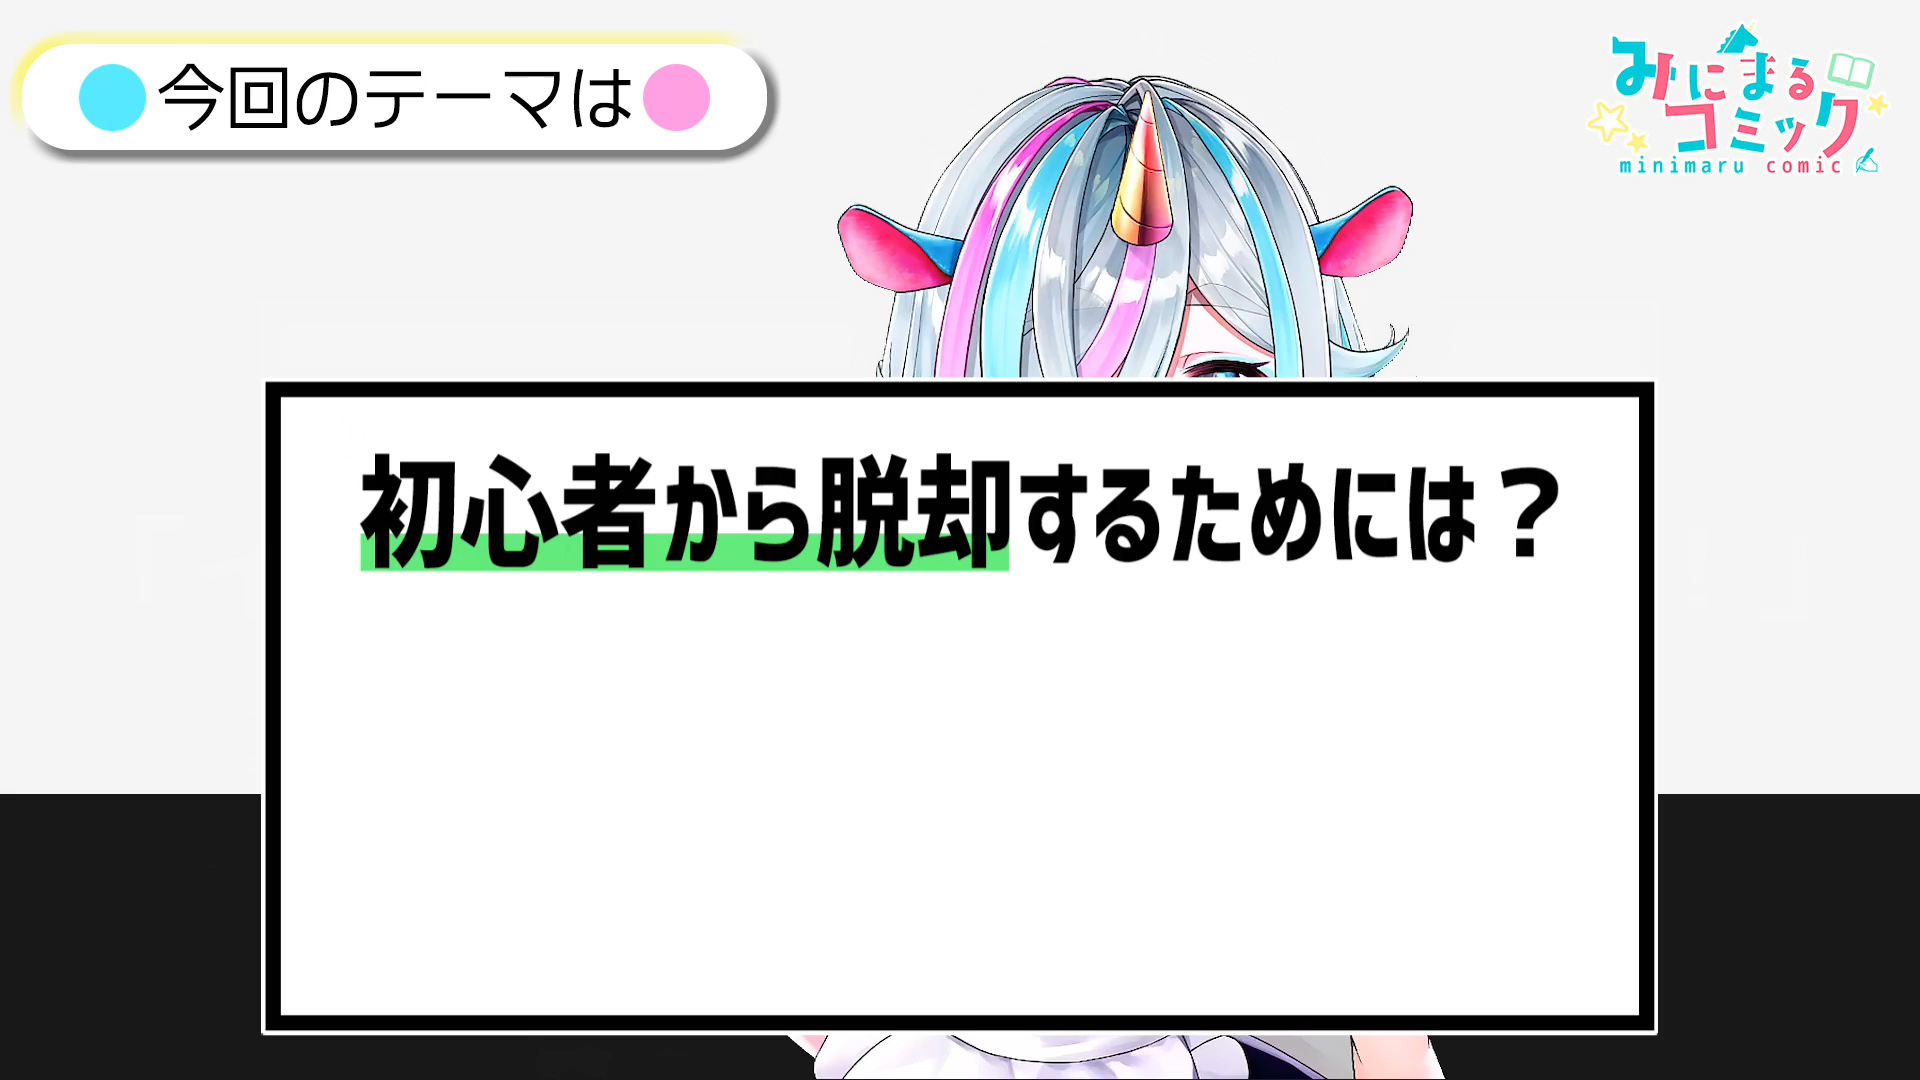 今回のテーマは
みにまる
コミック
minimaru comic
初心者から脱却するためには？